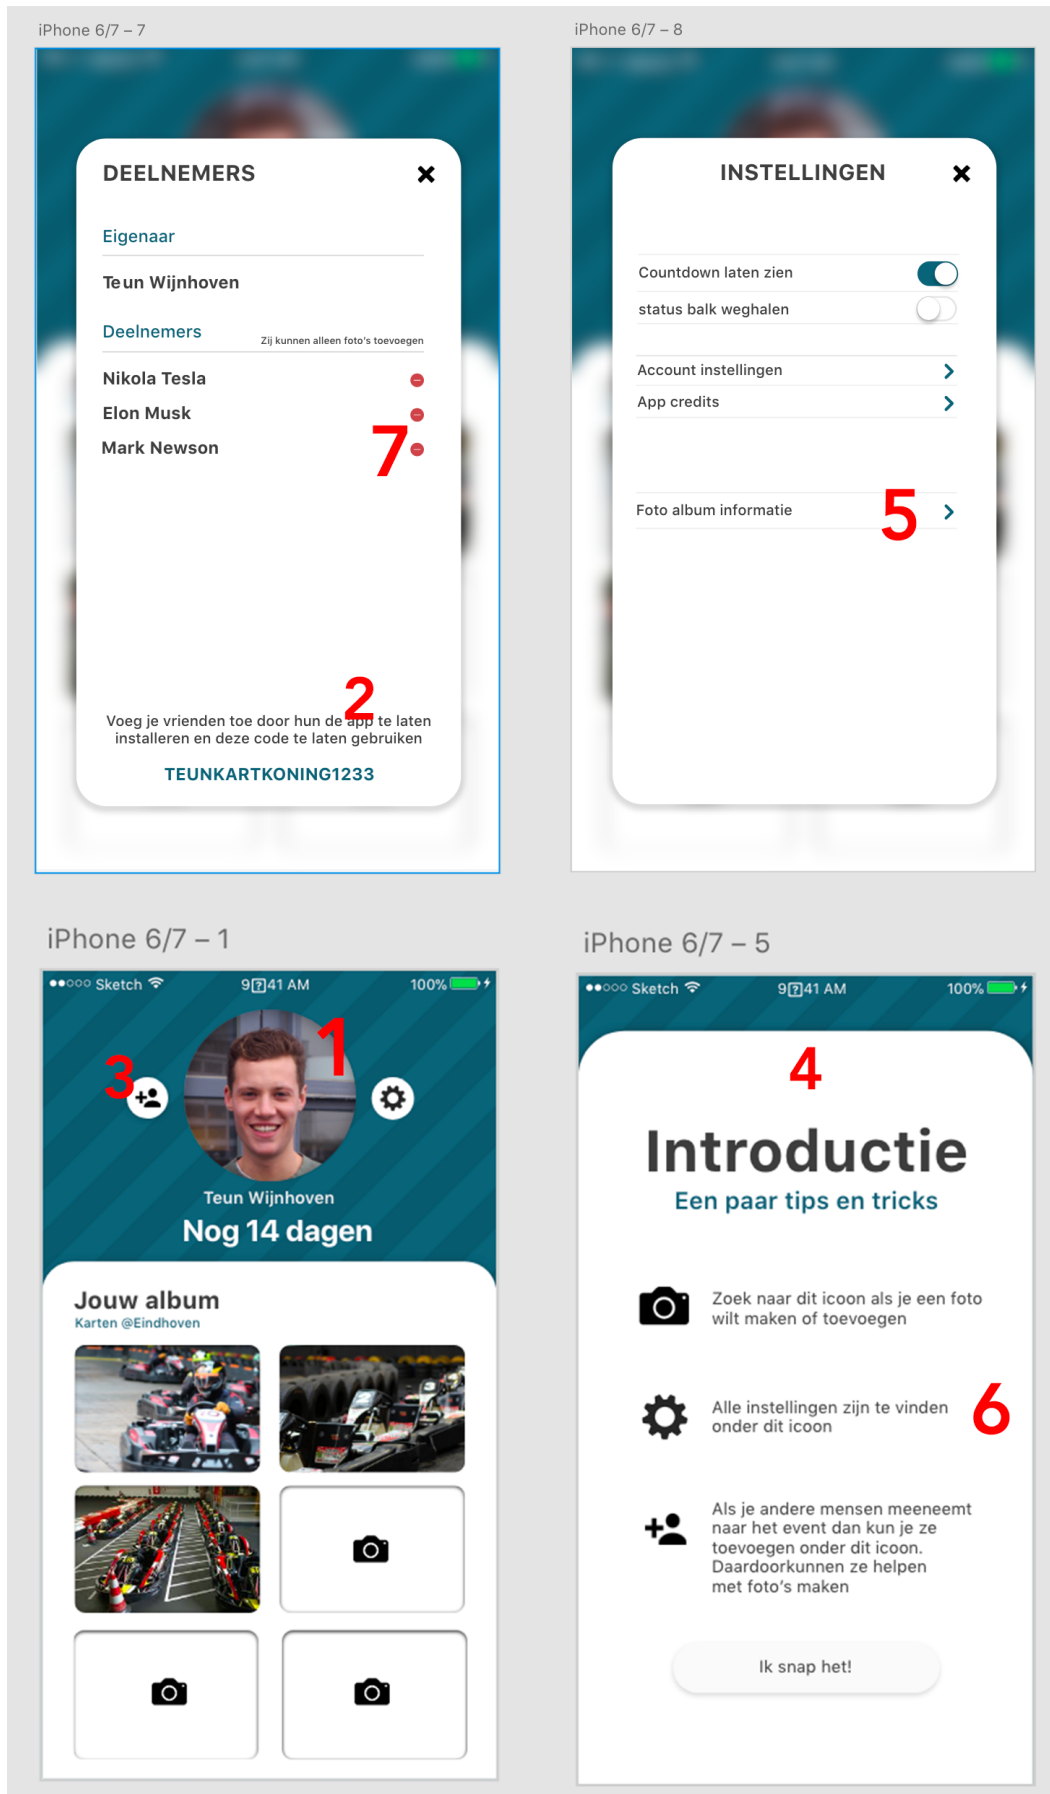 iPhone 6/7 – 7
DEELNEMERS
Eigenaar
Teun Wijnhoven
Deelnemers
Zij kunnen alleen foto's toevoegen
Nikola Tesla
Elon Musk
Mark Newson
7
2
Voeg je vrienden toe door hun de app te laten
installeren en deze code te laten gebruiken
TEUNKARTKONING1233
iPhone 6/7 – 8
INSTELLINGEN
Countdown laten zien
status balk weghalen
Account instellingen
App credits
Foto album informatie
5
iPhone 6/7 – 1
Sketch 9?41 AM 100%
1
3
Teun Wijnhoven
Nog 14 dagen
Jouw album
Karten @Eindhoven
iPhone 6/7 – 5
Sketch 9?41 AM 100%
4
Introductie
Een paar tips en tricks
Zoek naar dit icoon als je een foto
wilt maken of toevoegen
Alle instellingen zijn te vinden
onder dit icoon
6
Als je andere mensen meeneemt
naar het event dan kun je ze
toevoegen onder dit icoon.
Daardoorkunnen ze helpen
met foto's maken
Ik snap het!